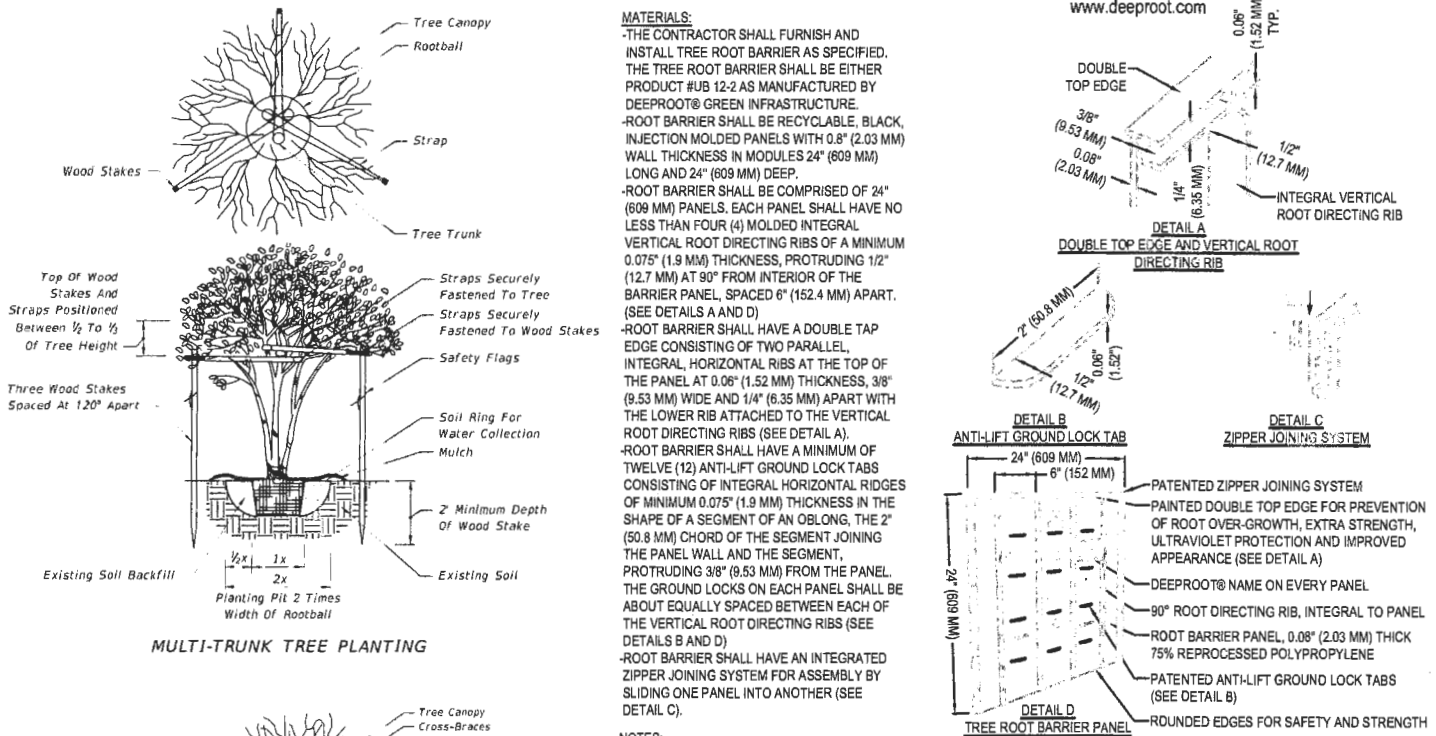 Tree Canopy
Rootball
Strap
Wood Stakes
Tree Trunk
Top Of Wood
Stakes And
Straps Positioned
Between ½ To ⅓
Of Tree Height
Three Wood Stakes
Spaced At 120° Apart
Straps Securely
Fastened To Tree
Straps Securely
Fastened To Wood Stakes
Safety Flags
Soil Ring For
Water Collection
Mulch
2' Minimum Depth
Of Wood Stake
Existing Soil Backfill
½x
1x
2x
Existing Soil
Planting Pit 2 Times
Width Of Rootball
MULTI-TRUNK TREE PLANTING
Tree Canopy
Cross-Braces
MATERIALS:
-THE CONTRACTOR SHALL FURNISH AND
INSTALL TREE ROOT BARRIER AS SPECIFIED.
THE TREE ROOT BARRIER SHALL BE EITHER
PRODUCT #UB 12-2 AS MANUFACTURED BY
DEEPROOT® GREEN INFRASTRUCTURE.
-ROOT BARRIER SHALL BE RECYCLABLE, BLACK,
INJECTION MOLDED PANELS WITH 0.8" (2.03 MM)
WALL THICKNESS IN MODULES 24" (609 MM)
LONG AND 24" (609 MM) DEEP.
-ROOT BARRIER SHALL BE COMPRISED OF 24"
(609 MM) PANELS. EACH PANEL SHALL HAVE NO
LESS THAN FOUR (4) MOLDED INTEGRAL
VERTICAL ROOT DIRECTING RIBS OF A MINIMUM
0.075" (1.9 MM) THICKNESS, PROTRUDING 1/2"
(12.7 MM) AT 90° FROM INTERIOR OF THE
BARRIER PANEL, SPACED 6" (152.4 MM) APART.
(SEE DETAILS A AND D)
-ROOT BARRIER SHALL HAVE A DOUBLE TAP
EDGE CONSISTING OF TWO PARALLEL,
INTEGRAL, HORIZONTAL RIBS AT THE TOP OF
THE PANEL AT 0.06" (1.52 MM) THICKNESS, 3/8"
(9.53 MM) WIDE AND 1/4" (6.35 MM) APART WITH
THE LOWER RIB ATTACHED TO THE VERTICAL
ROOT DIRECTING RIBS (SEE DETAIL A).
-ROOT BARRIER SHALL HAVE A MINIMUM OF
TWELVE (12) ANTI-LIFT GROUND LOCK TABS
CONSISTING OF INTEGRAL HORIZONTAL RIDGES
OF MINIMUM 0.075" (1.9 MM) THICKNESS IN THE
SHAPE OF A SEGMENT OF AN OBLONG, THE 2"
(50.8 MM) CHORD OF THE SEGMENT JOINING
THE PANEL WALL AND THE SEGMENT,
PROTRUDING 3/8" (9.53 MM) FROM THE PANEL.
THE GROUND LOCKS ON EACH PANEL SHALL BE
ABOUT EQUALLY SPACED BETWEEN EACH OF
THE VERTICAL ROOT DIRECTING RIBS (SEE
DETAILS B AND D)
-ROOT BARRIER SHALL HAVE AN INTEGRATED
ZIPPER JOINING SYSTEM FOR ASSEMBLY BY
SLIDING ONE PANEL INTO ANOTHER (SEE
DETAIL C).
NOTES:
www.deeproot.com
0.06"
(1.52 MM)
TYP.
DOUBLE
TOP EDGE
3/8"
(9.53 MM)
0.08"
(2.03 MM)
1/4"
(6.35 MM)
1/2"
(12.7 MM)
INTEGRAL VERTICAL
ROOT DIRECTING RIB
DETAIL A
DOUBLE TOP EDGE AND VERTICAL ROOT
DIRECTING RIB
2" (50.8 MM)
0.06"
(1.52")
1/2"
(12.7 MM)
DETAIL B
ANTI-LIFT GROUND LOCK TAB
DETAIL C
ZIPPER JOINING SYSTEM
24" (609 MM)
6" (152 MM)
24" (609 MM)
PATENTED ZIPPER JOINING SYSTEM
PAINTED DOUBLE TOP EDGE FOR PREVENTION
OF ROOT OVER-GROWTH, EXTRA STRENGTH,
ULTRAVIOLET PROTECTION AND IMPROVED
APPEARANCE (SEE DETAIL A)
DEEPROOT® NAME ON EVERY PANEL
90° ROOT DIRECTING RIB, INTEGRAL TO PANEL
ROOT BARRIER PANEL, 0.08" (2.03 MM) THICK
75% REPROCESSED POLYPROPYLENE
PATENTED ANTI-LIFT GROUND LOCK TABS
(SEE DETAIL B)
ROUNDED EDGES FOR SAFETY AND STRENGTH
DETAIL D
TREE ROOT BARRIER PANEL